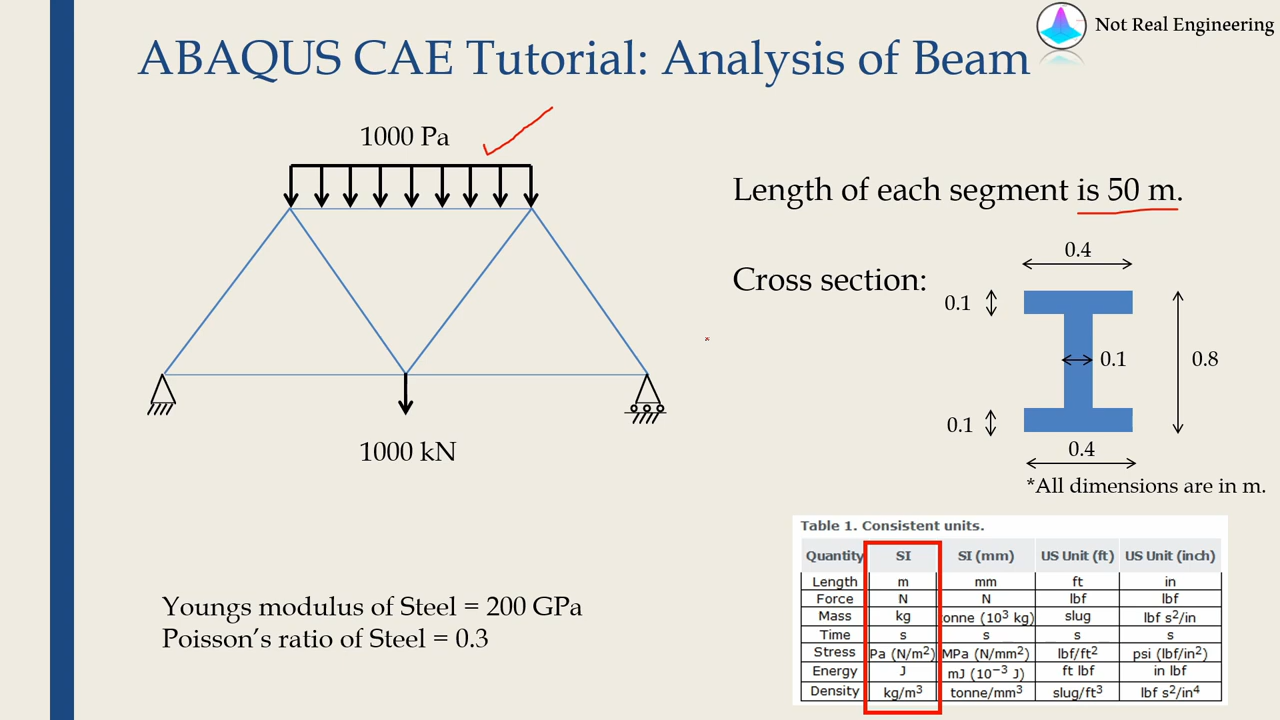 Not Real Engineering
ABAQUS CAE Tutorial: Analysis of Beam
1000 Pa
Length of each segment is 50 m.
Cross section:
0.4
0.1
0.1
0.8
0.1
0.4
*All dimensions are in m.
1000 kN
Youngs modulus of Steel = 200 GPa
Poisson's ratio of Steel = 0.3
Table 1. Consistent units.
Quantity SI SI (mm) US Unit (ft) US Unit (inch)
Length m mm ft in
Force N N lbf lbf
Mass kg onne (10³ kg) slug lbf s²/in
Time s s s s
Stress Pa (N/m²) MPa (N/mm²) lbf/ft² psi (lbf/in²)
Energy J mJ (10⁻³ J) ft lbf in lbf
Density kg/m³ tonne/mm³ slug/ft³ lbf s²/in⁴